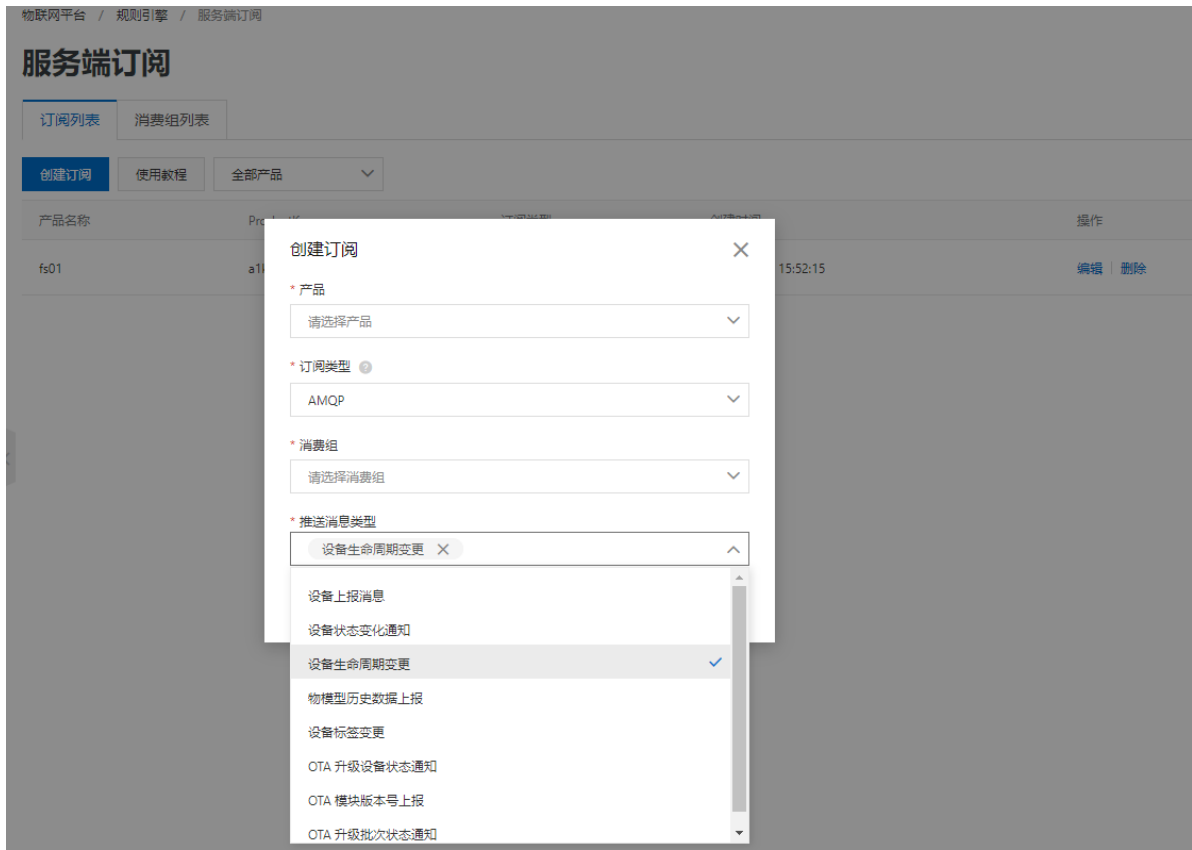 物联网平台 / 规则引擎 / 服务端订阅
服务端订阅
订阅列表 消费组列表
创建订阅 使用教程 全部产品
产品名称 操作
fs01 15:52:15 编辑 删除
创建订阅
* 产品
请选择产品
* 订阅类型
AMQP
* 消费组
请选择消费组
* 推送消息类型
设备生命周期变更
设备上报消息
设备状态变化通知
设备生命周期变更
物模型历史数据上报
设备标签变更
OTA 升级设备状态通知
OTA 模块版本号上报
OTA 升级批次状态通知